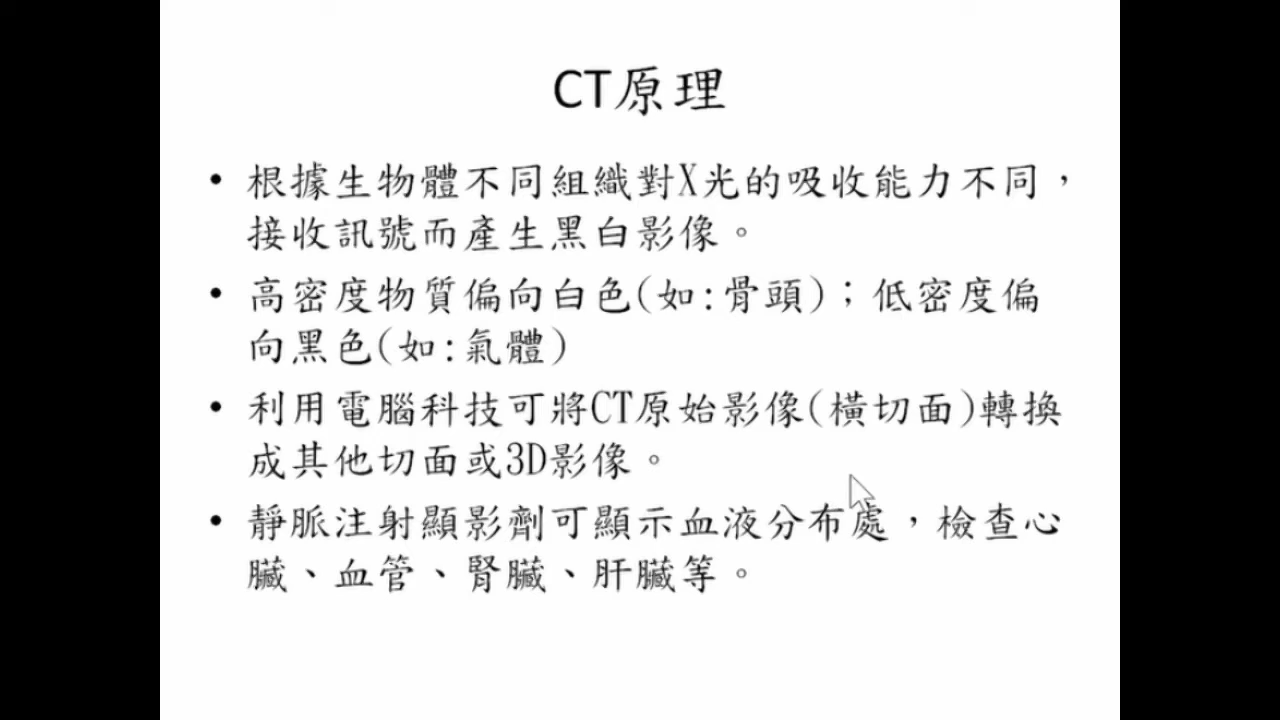 CT原理
• 根據生物體不同組織對X光的吸收能力不同，
接收訊號而產生黑白影像。
• 高密度物質偏向白色(如:骨頭)；低密度偏
向黑色(如:氣體)
• 利用電腦科技可將CT原始影像(橫切面)轉換
成其他切面或3D影像。
• 靜脈注射顯影劑可顯示血液分布處，檢查心
臟、血管、腎臟、肝臟等。